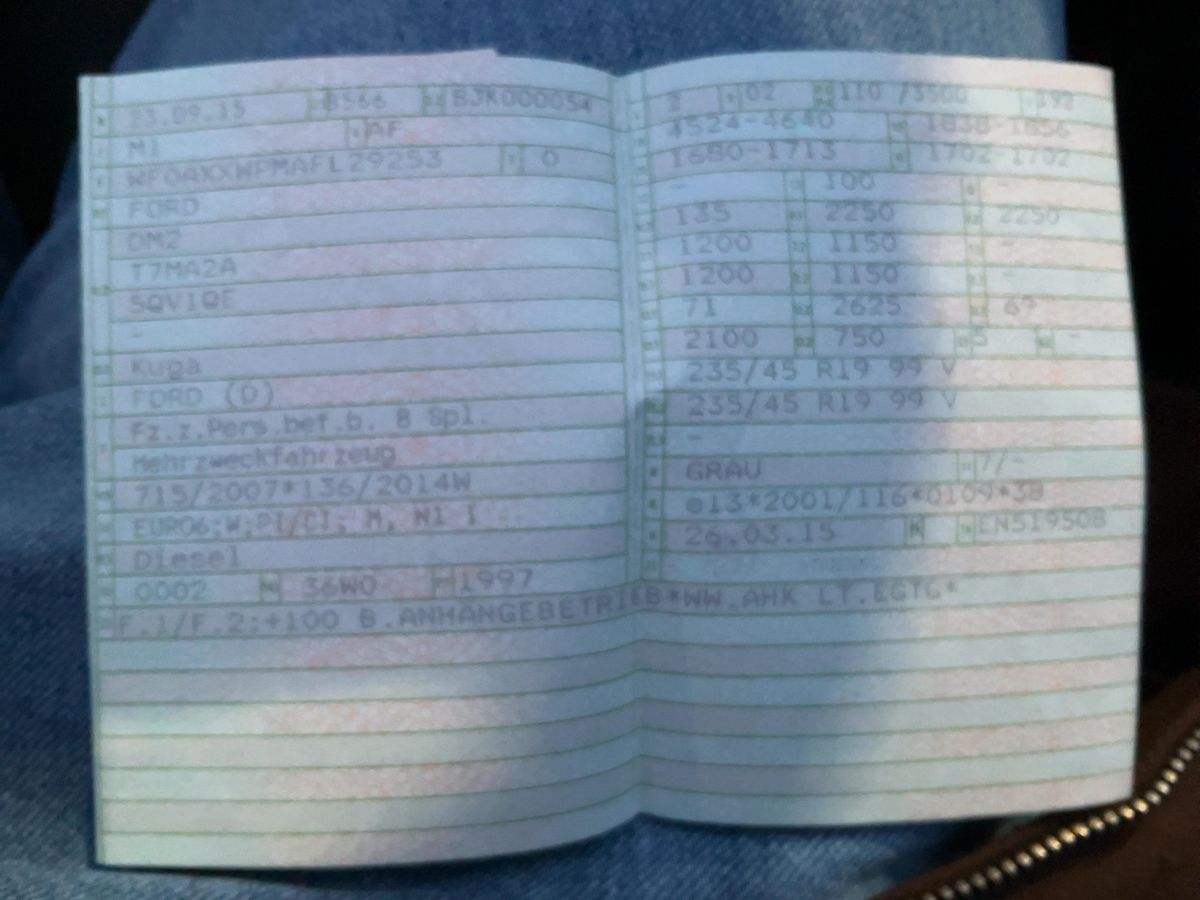 23.09.15 8566 BJK000054
M1 AF
WF0AXXWPMAFL29253 0
FORD
DM2
T7MA2A
5QV1QE
-
Kuga
FORD (D)
Fz.z.Pers.bef.b. 8 Spl.
Mehrzweckfahrzeug
715/2007*136/2014W
EURO6;W;PI/CI; M, N1 I
Diesel
0002 36W0 1997
2 02 110 /3500 192
4524-4640 1838-1856
1680-1713 1702-1702
- 100 -
135 2250 2250
1200 1150 -
1200 1150 -
71 2625 69
2100 750 5 -
235/45 R19 99 V
235/45 R19 99 V
-
GRAU 7/-
e13*2001/116*0109*38
26.03.15 K EN519508
F.1/F.2:+100 B.ANHÄNGEBETRIEB*WW.AHK LT.EGTG*